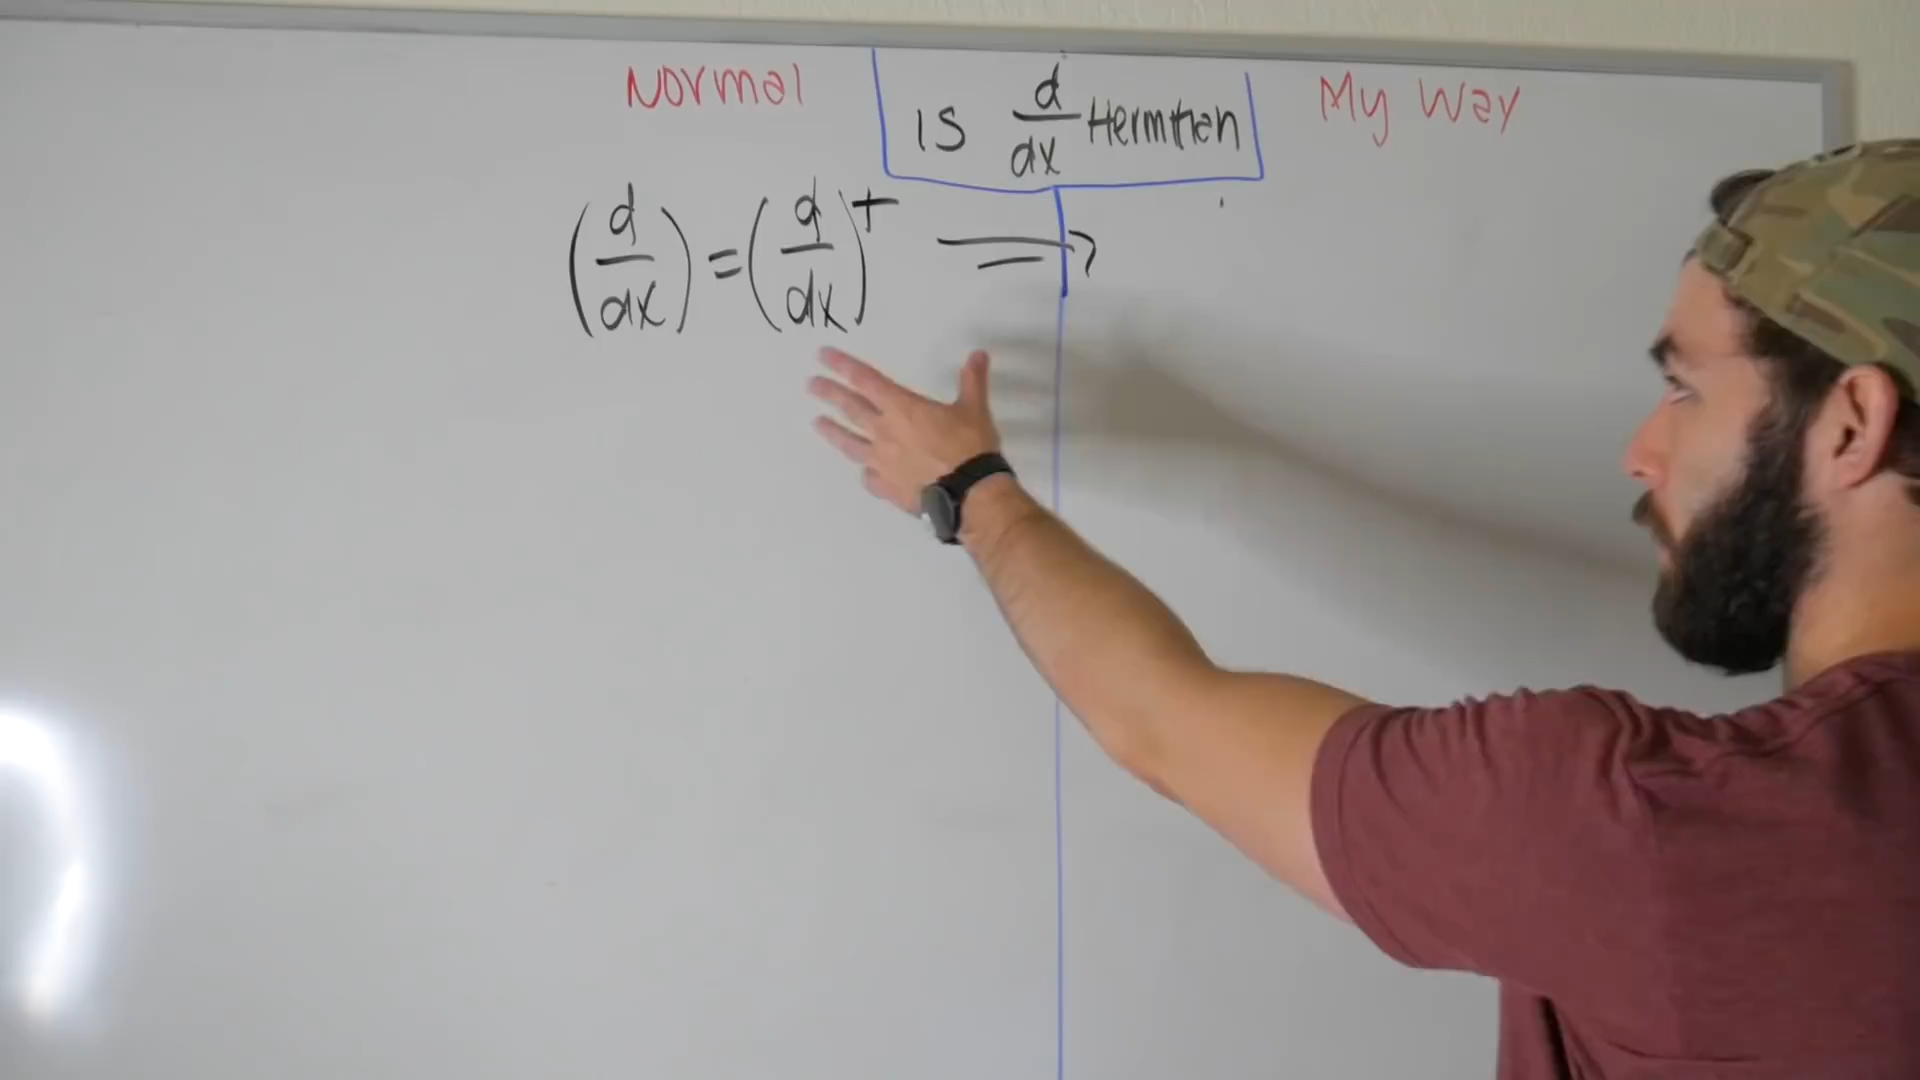 Normal
Is d/dx Hermitian
My Way
(d/dx) = (d/dx)† ⟹